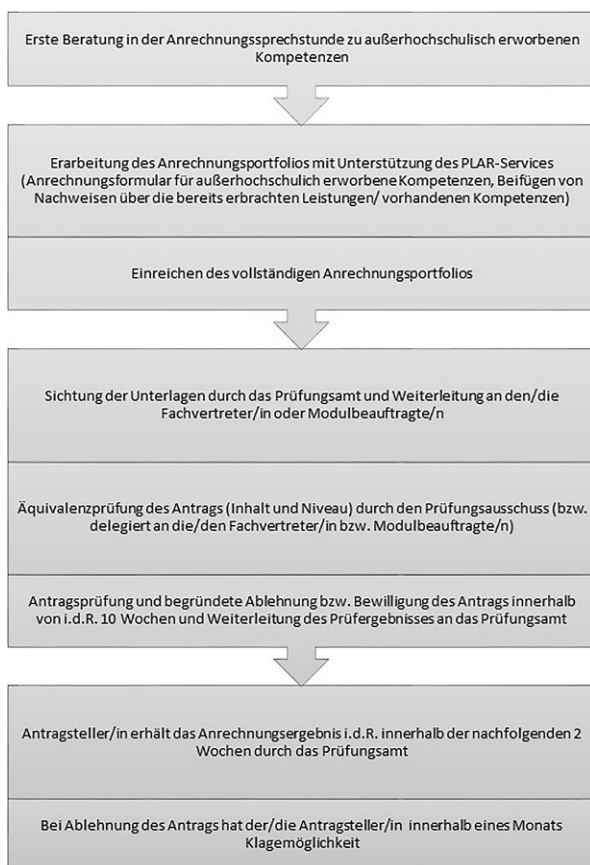 Erste Beratung in der Anrechnungssprechstunde zu außerhochschulisch erworbenen
Kompetenzen
Erarbeitung des Anrechnungsportfolios mit Unterstützung des PLAR-Services
(Anrechnungsformular für außerhochschulich erworbene Kompetenzen, Beifügen von
Nachweisen über die bereits erbrachten Leistungen/ vorhandenen Kompetenzen)
Einreichen des vollständigen Anrechnungsportfolios
Sichtung der Unterlagen durch das Prüfungsamt und Weiterleitung an den/die
Fachvertreter/in oder Modulbeauftragte/n
Äquivalenzprüfung des Antrags (Inhalt und Niveau) durch den Prüfungsausschuss (bzw.
delegiert an die/den Fachvertreter/in bzw. Modulbeauftragte/n)
Antragsprüfung und begründete Ablehnung bzw. Bewilligung des Antrags innerhalb
von i.d.R. 10 Wochen und Weiterleitung des Prüfergebnisses an das Prüfungsamt
Antragsteller/in erhält das Anrechnungsergebnis i.d.R. innerhalb der nachfolgenden 2
Wochen durch das Prüfungsamt
Bei Ablehnung des Antrags hat der/die Antragsteller/in innerhalb eines Monats
Klagemöglichkeit